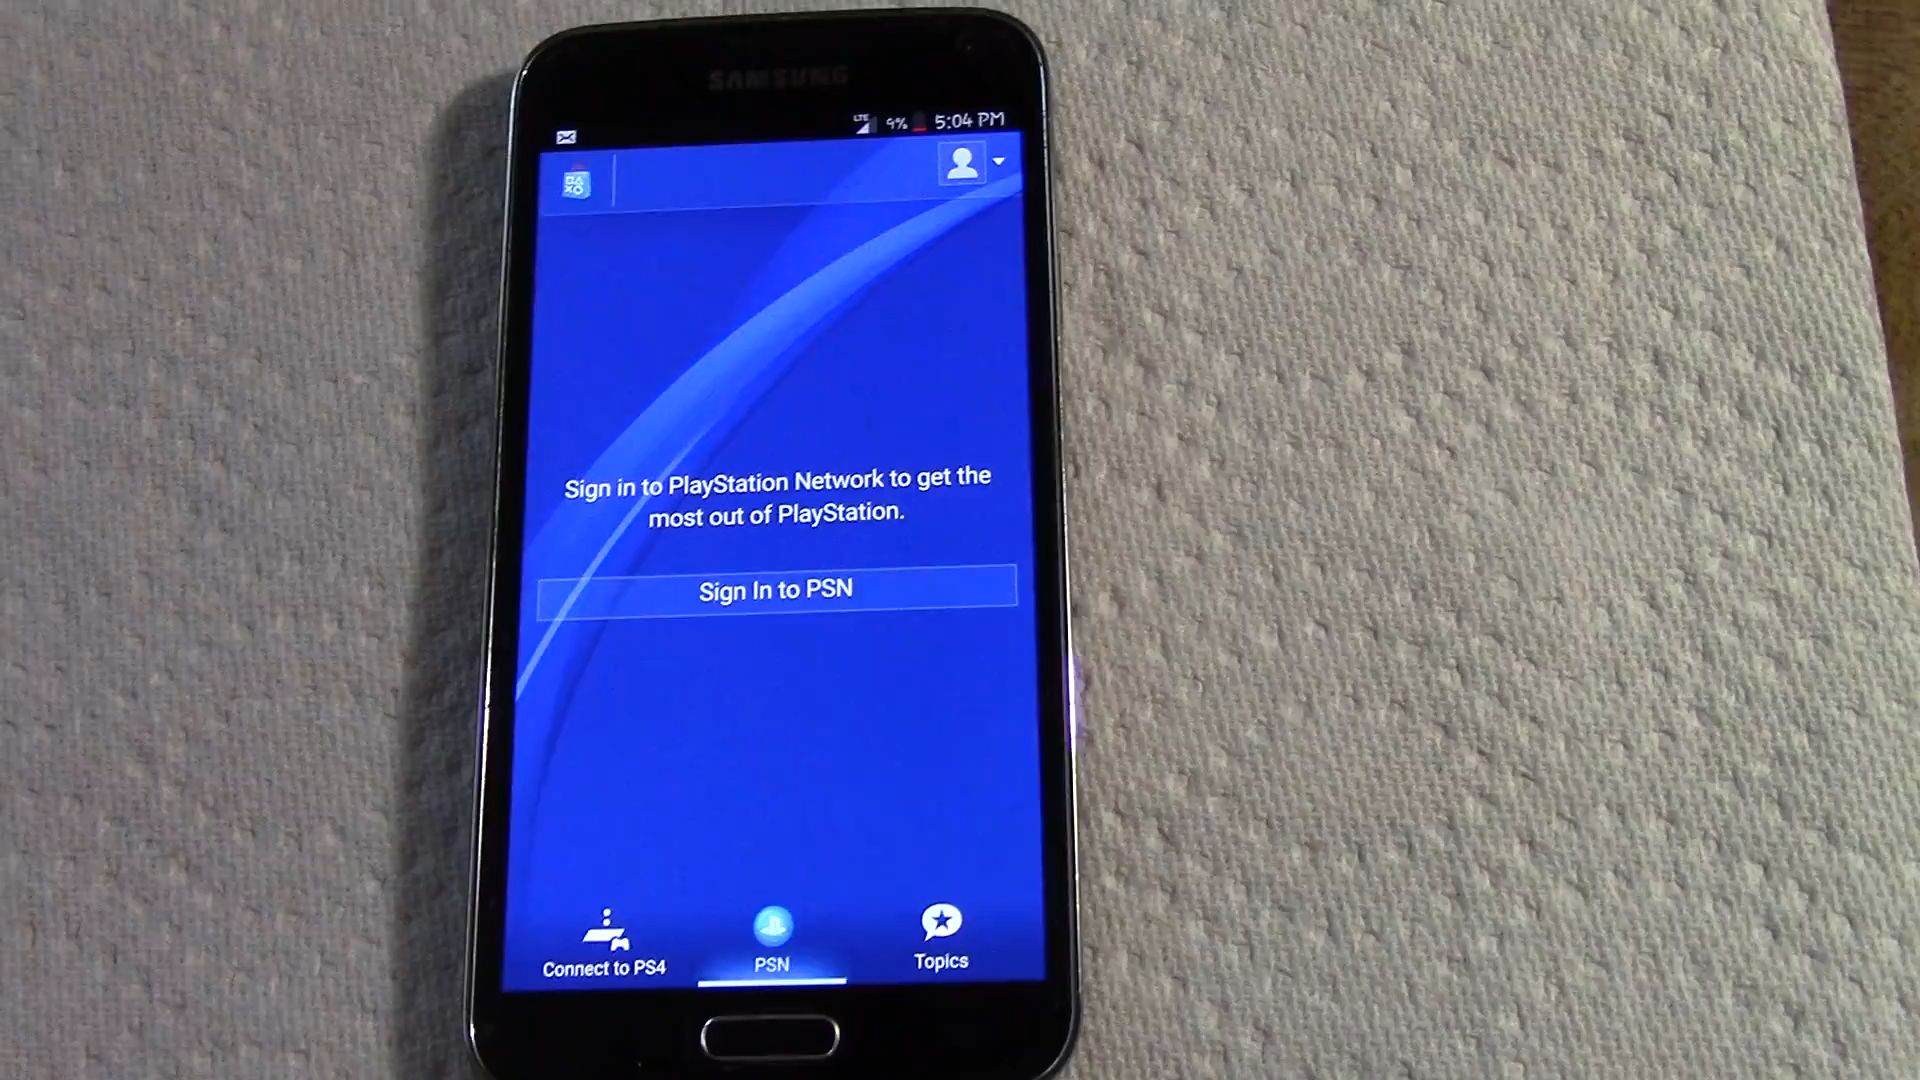 SAMSUNG
LTE 9% 5:04 PM
Sign in to PlayStation Network to get the
most out of PlayStation.
Sign In to PSN
Connect to PS4
PSN
Topics